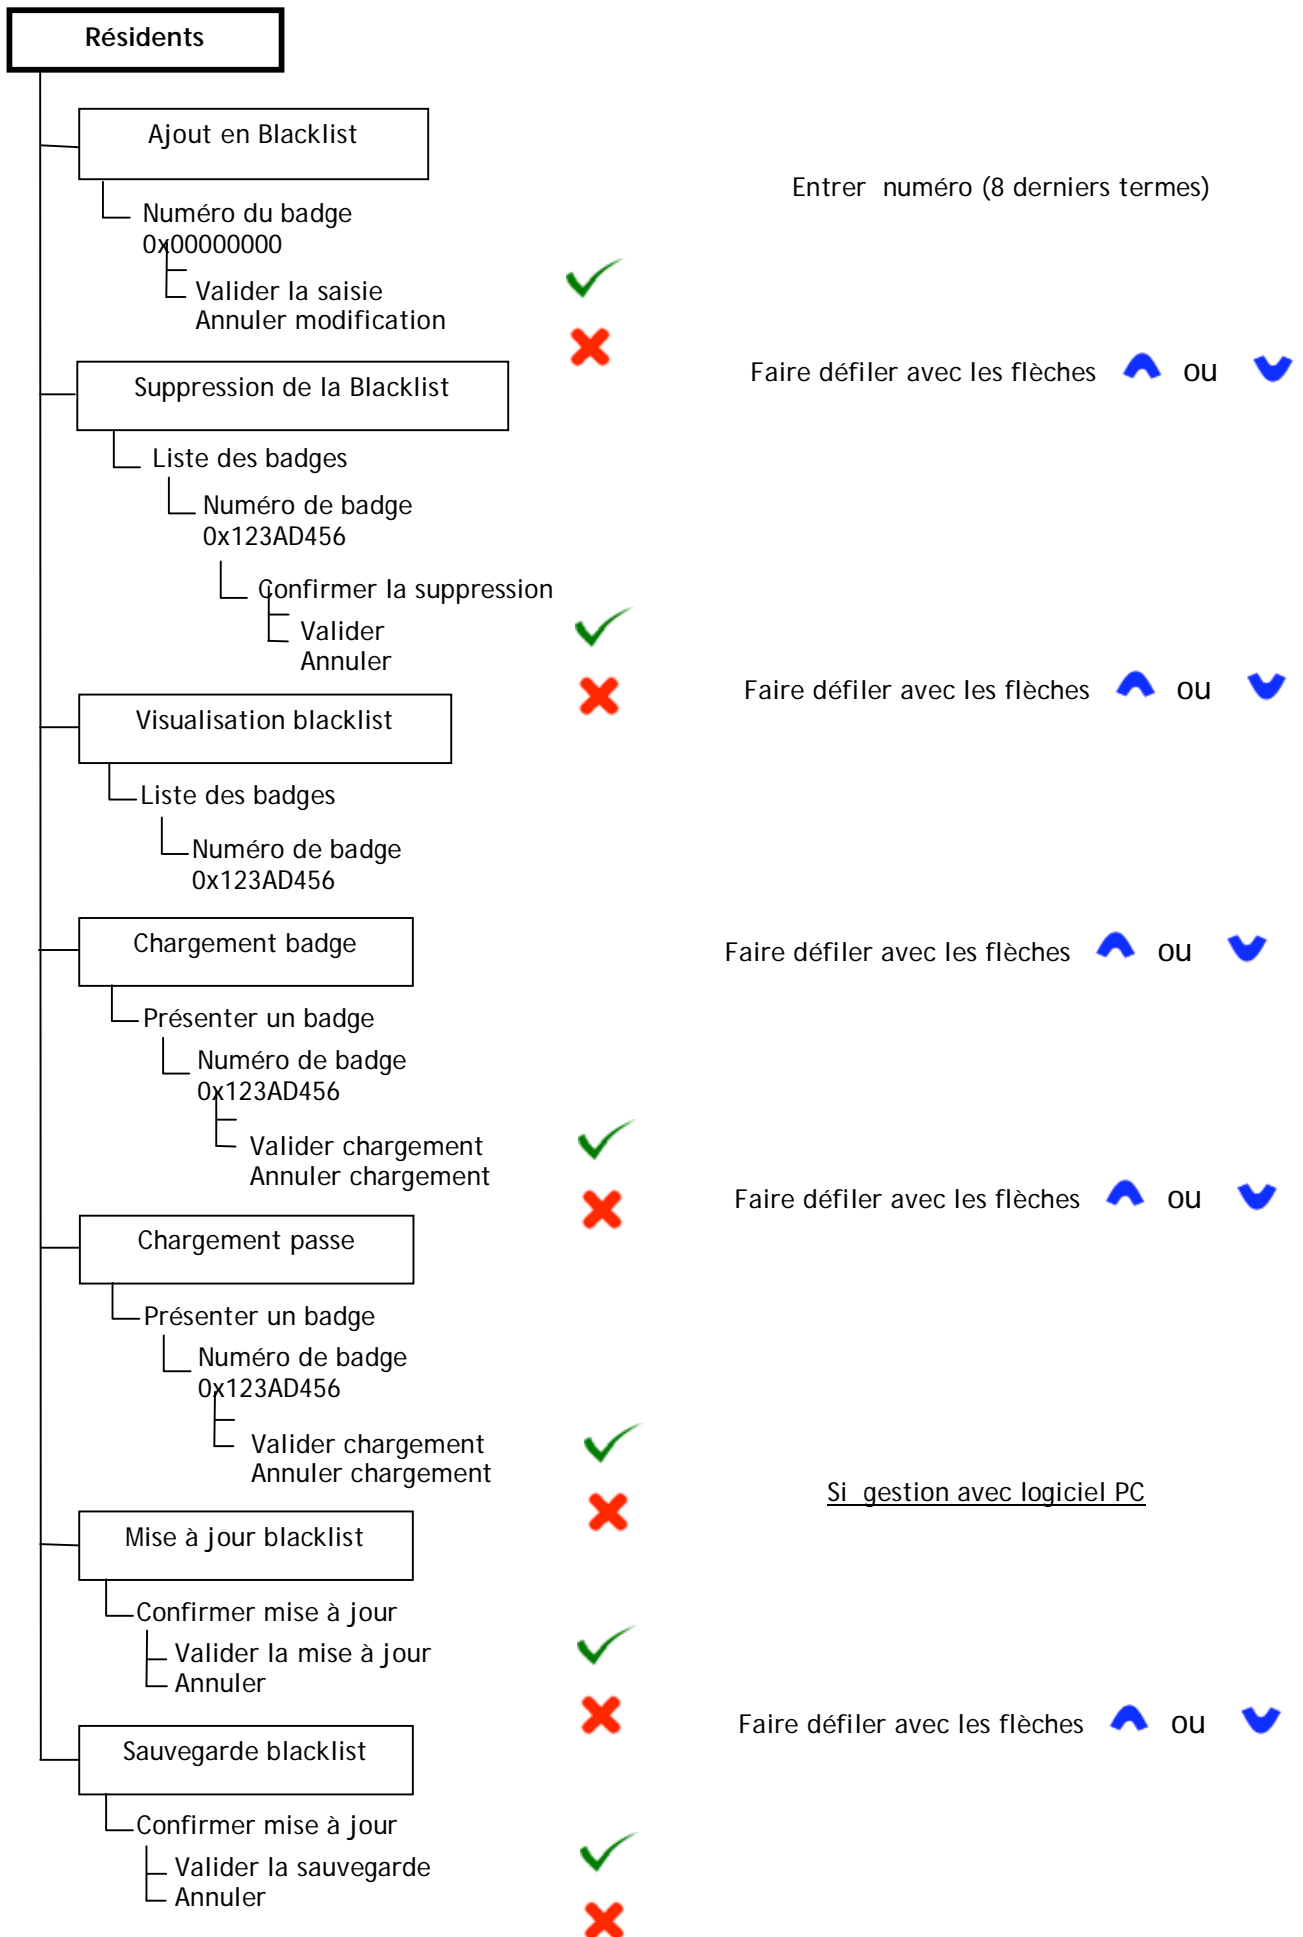 Résidents
Ajout en Blacklist
Entrer numéro (8 derniers termes)
Numéro du badge
0x00000000
Valider la saisie
Annuler modification
Faire défiler avec les flèches ou
Suppression de la Blacklist
Liste des badges
Numéro de badge
0x123AD456
Confirmer la suppression
Valider
Annuler
Faire défiler avec les flèches ou
Visualisation blacklist
Liste des badges
Numéro de badge
0x123AD456
Chargement badge
Faire défiler avec les flèches ou
Présenter un badge
Numéro de badge
0x123AD456
Valider chargement
Annuler chargement
Faire défiler avec les flèches ou
Chargement passe
Présenter un badge
Numéro de badge
0x123AD456
Valider chargement
Annuler chargement
Si gestion avec logiciel PC
Mise à jour blacklist
Confirmer mise à jour
Valider la mise à jour
Annuler
Faire défiler avec les flèches ou
Sauvegarde blacklist
Confirmer mise à jour
Valider la sauvegarde
Annuler